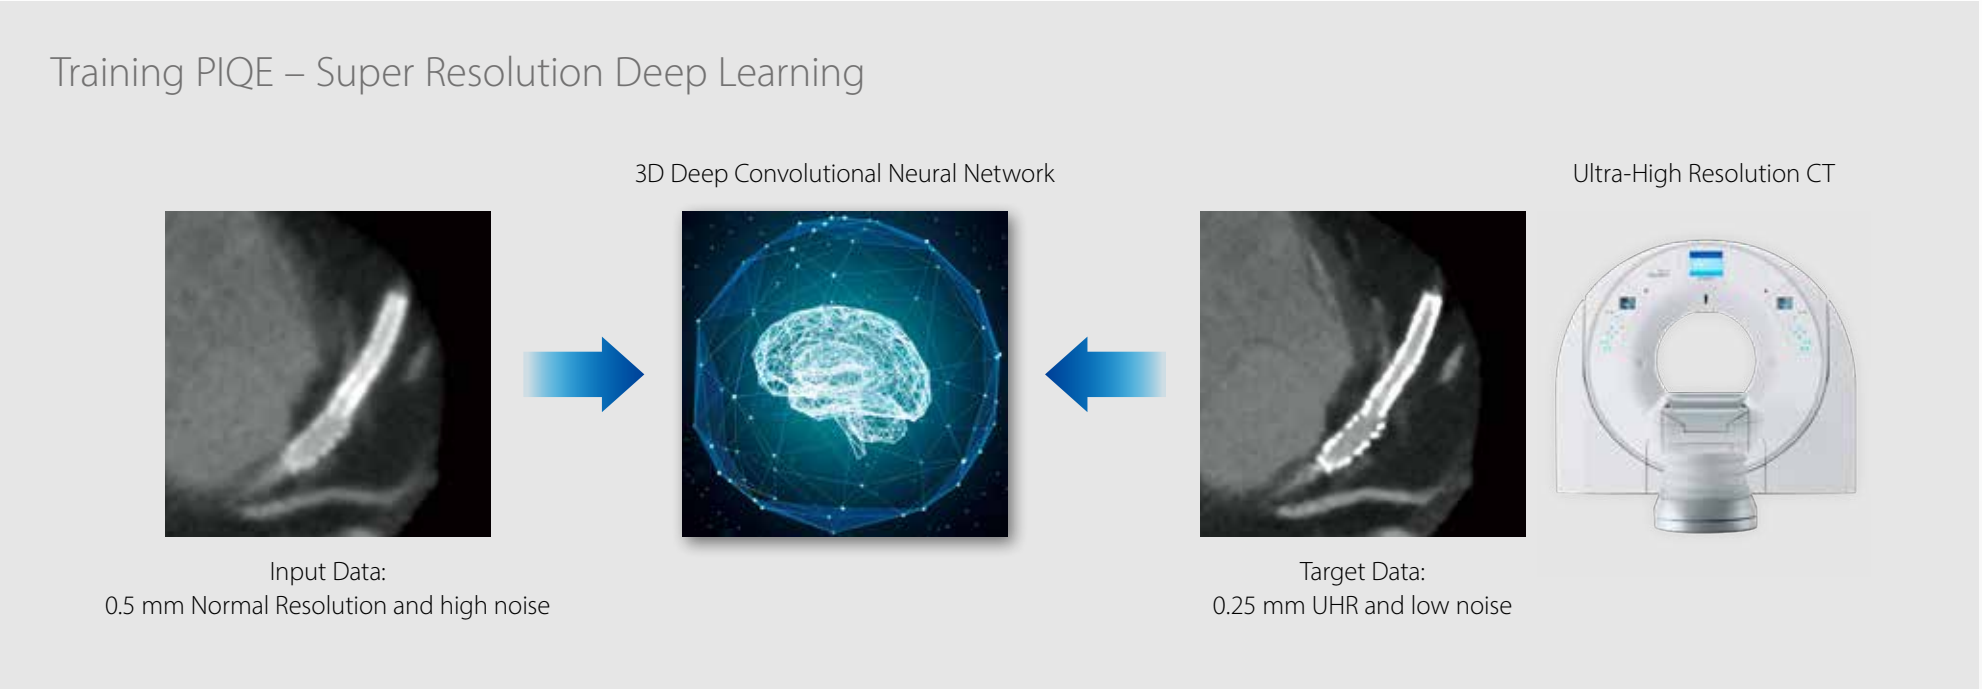 Training PIQE – Super Resolution Deep Learning
3D Deep Convolutional Neural Network
Ultra-High Resolution CT
Input Data:
0.5 mm Normal Resolution and high noise
Target Data:
0.25 mm UHR and low noise